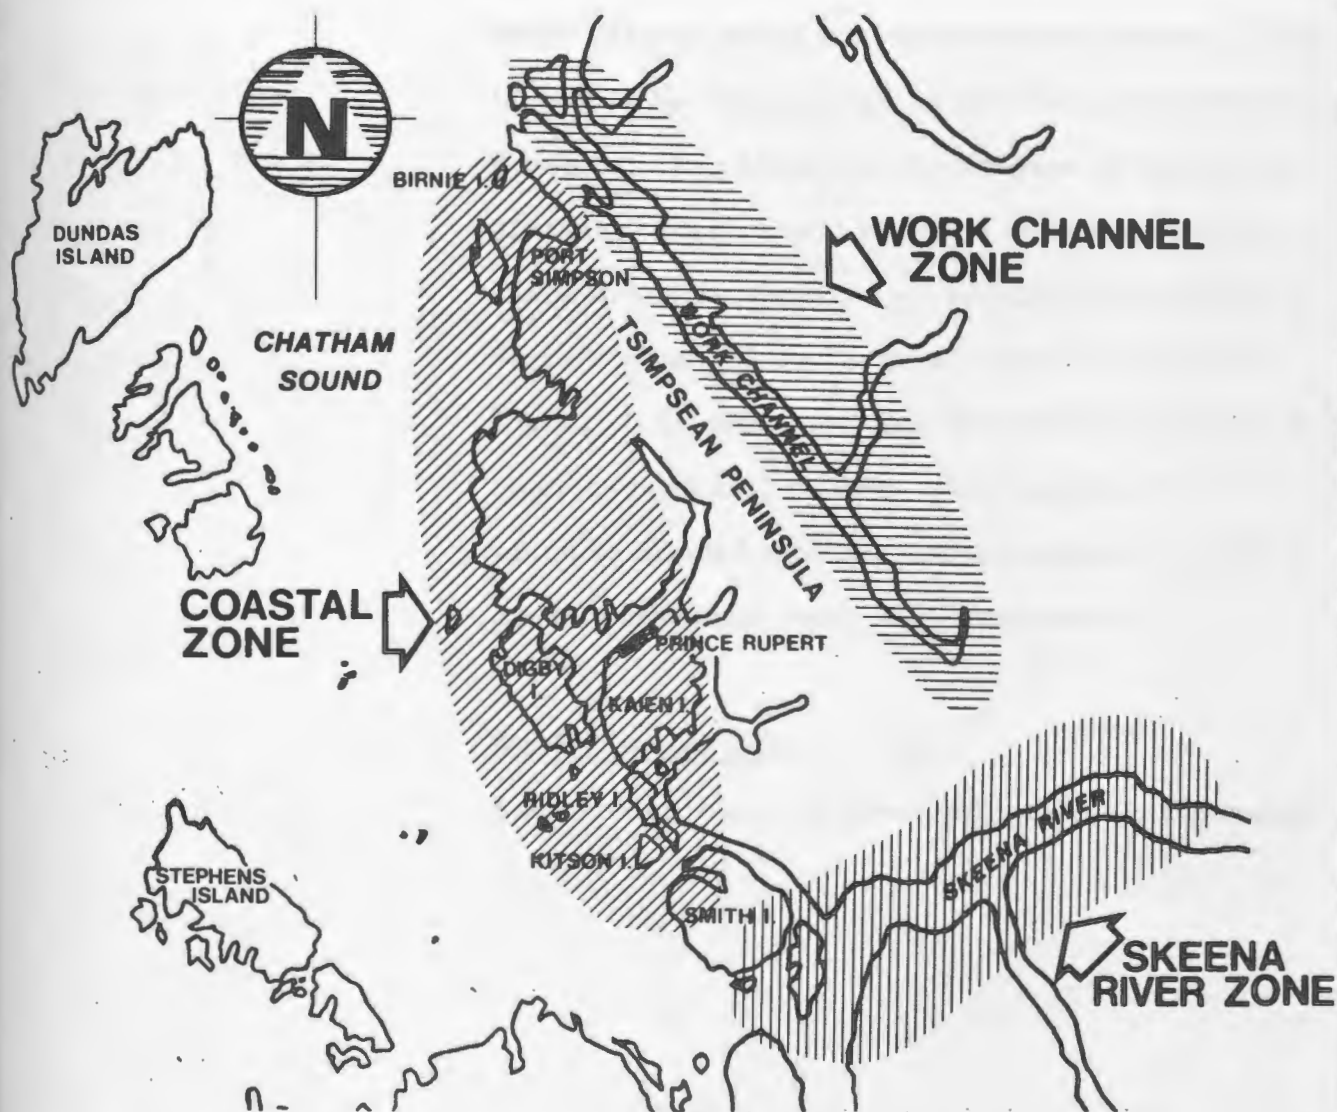 N
BIRNIE I.
DUNDAS
ISLAND
WORK CHANNEL
ZONE
PORT
SIMPSON
CHATHAM
SOUND
TSIMPSEAN PENINSULA
WORK CHANNEL
COASTAL
ZONE
PRINCE RUPERT
DIGBY
I.
KAIEN I.
RIDLEY I.
SKEENA RIVER
KITSON I.
STEPHENS
ISLAND
SMITH I.
SKEENA
RIVER ZONE